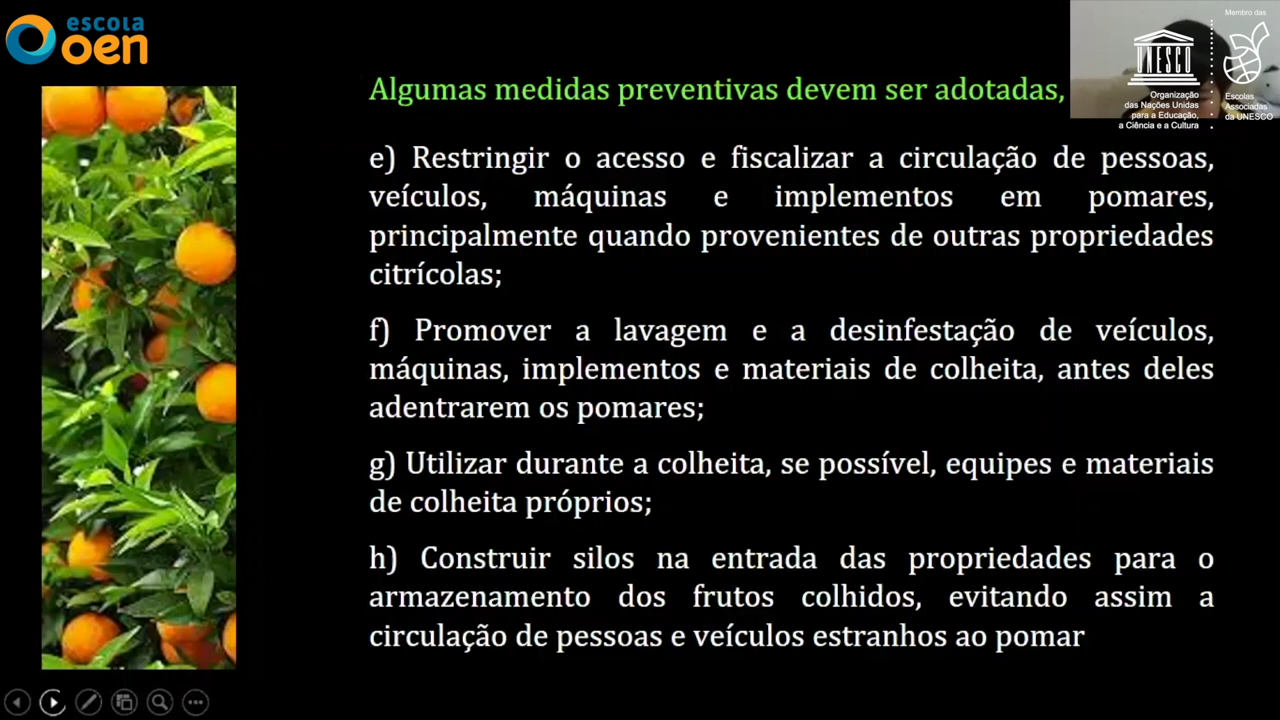 escola
oen
Membro das
UNESCO
Organização
das Nações Unidas
para a Educação,
a Ciência e a Cultura
Escolas
Associadas
da UNESCO
Algumas medidas preventivas devem ser adotadas,
e) Restringir o acesso e fiscalizar a circulação de pessoas,
veículos, máquinas e implementos em pomares,
principalmente quando provenientes de outras propriedades
citrícolas;
f) Promover a lavagem e a desinfestação de veículos,
máquinas, implementos e materiais de colheita, antes deles
adentrarem os pomares;
g) Utilizar durante a colheita, se possível, equipes e materiais
de colheita próprios;
h) Construir silos na entrada das propriedades para o
armazenamento dos frutos colhidos, evitando assim a
circulação de pessoas e veículos estranhos ao pomar